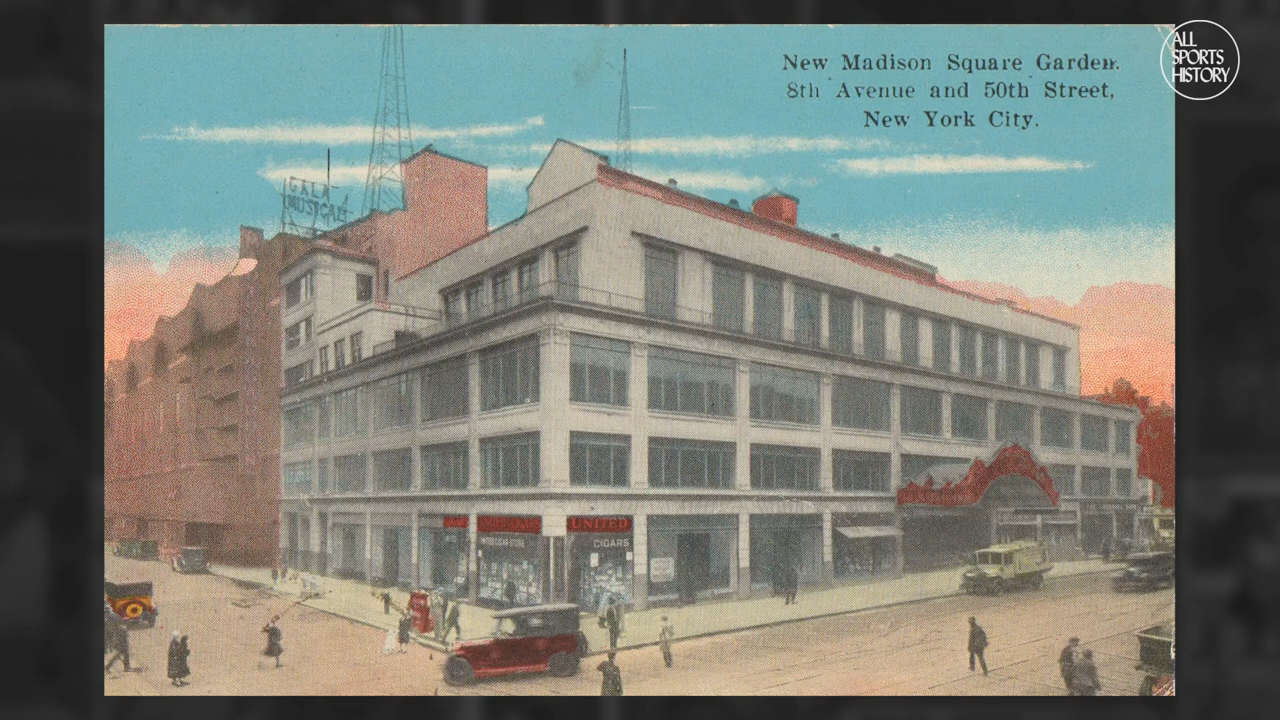 New Madison Square Garden.
8th Avenue and 50th Street,
New York City.
ALL
SPORTS
HISTORY
GALA
MUSICAL
UNITED
CIGARS